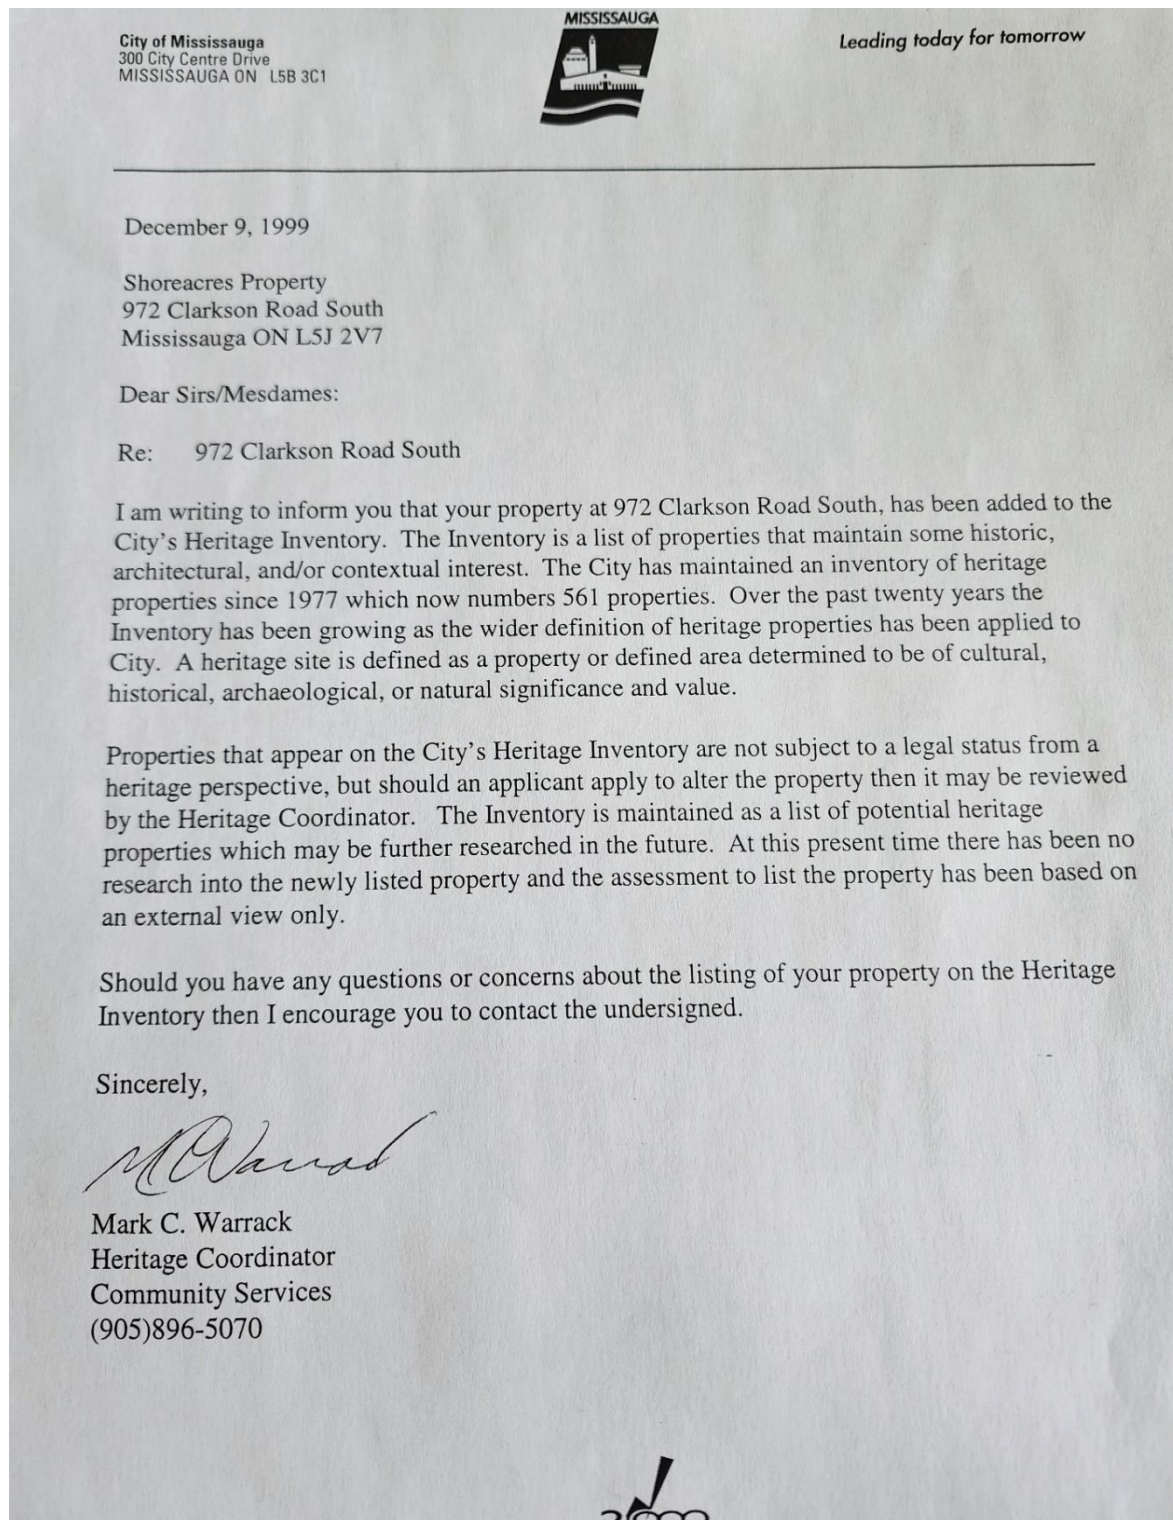 City of Mississauga
300 City Centre Drive
MISSISSAUGA ON L5B 3C1
MISSISSAUGA
Leading today for tomorrow
December 9, 1999
Shoreacres Property
972 Clarkson Road South
Mississauga ON L5J 2V7
Dear Sirs/Mesdames:
Re: 972 Clarkson Road South
I am writing to inform you that your property at 972 Clarkson Road South, has been added to the
City's Heritage Inventory. The Inventory is a list of properties that maintain some historic,
architectural, and/or contextual interest. The City has maintained an inventory of heritage
properties since 1977 which now numbers 561 properties. Over the past twenty years the
Inventory has been growing as the wider definition of heritage properties has been applied to
City. A heritage site is defined as a property or defined area determined to be of cultural,
historical, archaeological, or natural significance and value.
Properties that appear on the City's Heritage Inventory are not subject to a legal status from a
heritage perspective, but should an applicant apply to alter the property then it may be reviewed
by the Heritage Coordinator. The Inventory is maintained as a list of potential heritage
properties which may be further researched in the future. At this present time there has been no
research into the newly listed property and the assessment to list the property has been based on
an external view only.
Should you have any questions or concerns about the listing of your property on the Heritage
Inventory then I encourage you to contact the undersigned.
Sincerely,
Mark C. Warrack
Heritage Coordinator
Community Services
(905)896-5070